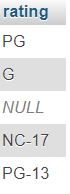 rating
PG
G
NULL
NC-17
PG-13